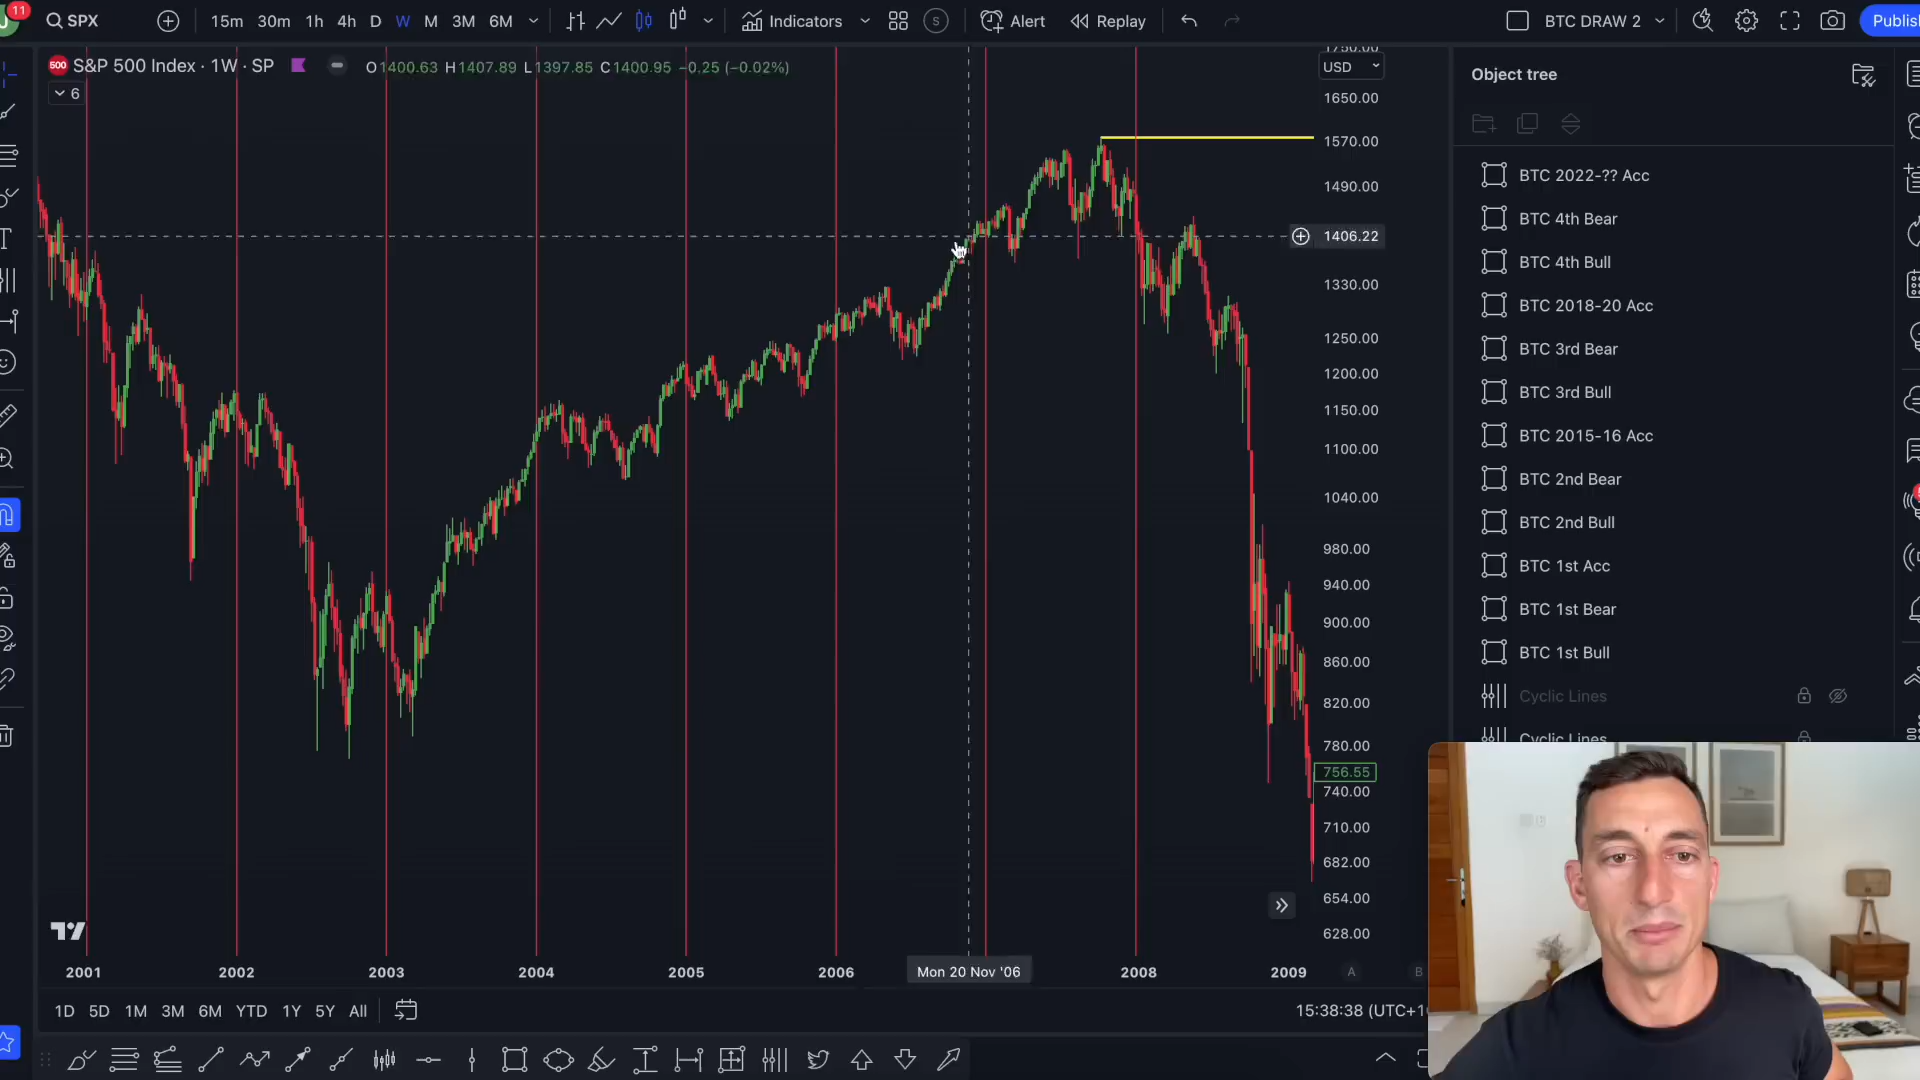 11
SPX
15m 30m 1h 4h D W M 3M 6M
Indicators
S
Alert
Replay
BTC DRAW 2
Publish
500 S&P 500 Index · 1W · SP O1400.63 H1407.89 L1397.85 C1400.95 −0.25 (−0.02%)
6
USD
1750.00
1650.00
1570.00
1490.00
1406.22
1330.00
1250.00
1200.00
1150.00
1100.00
1040.00
980.00
940.00
900.00
860.00
820.00
780.00
756.55
740.00
710.00
682.00
654.00
628.00
2001 2002 2003 2004 2005 2006 Mon 20 Nov '06 2008 2009
A B
1D 5D 1M 3M 6M YTD 1Y 5Y All
15:38:38 (UTC+1
Object tree
BTC 2022-?? Acc
BTC 4th Bear
BTC 4th Bull
BTC 2018-20 Acc
BTC 3rd Bear
BTC 3rd Bull
BTC 2015-16 Acc
BTC 2nd Bear
BTC 2nd Bull
BTC 1st Acc
BTC 1st Bear
BTC 1st Bull
Cyclic Lines
Cyclic Lines